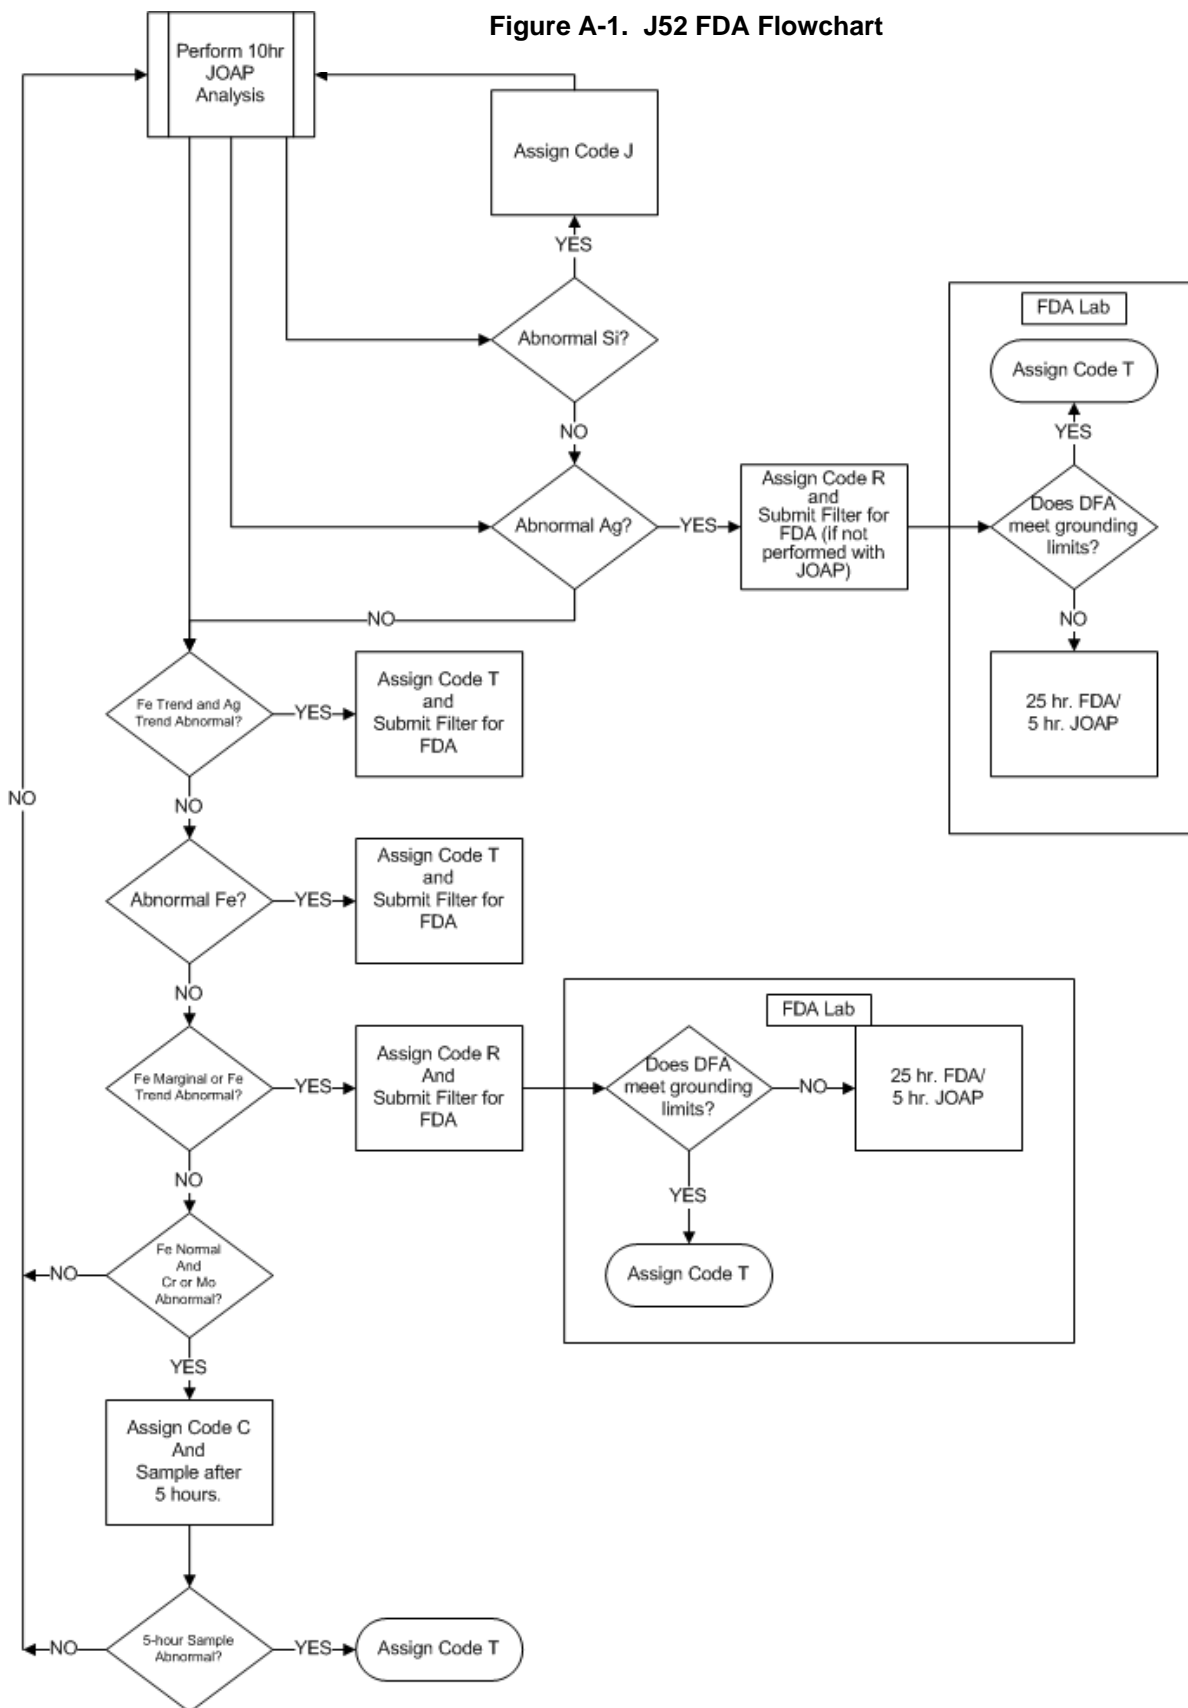 Figure A-1.  J52 FDA Flowchart
Perform 10hr
JOAP
Analysis
Assign Code J
YES
Abnormal Si?
NO
Abnormal Ag?
YES
Assign Code R
and
Submit Filter for
FDA (if not
performed with
JOAP)
FDA Lab
Assign Code T
YES
Does DFA
meet grounding
limits?
NO
25 hr. FDA/
5 hr. JOAP
NO
Fe Trend and Ag
Trend Abnormal?
YES
Assign Code T
and
Submit Filter for
FDA
NO
NO
Abnormal Fe?
YES
Assign Code T
and
Submit Filter for
FDA
NO
Fe Marginal or Fe
Trend Abnormal?
YES
Assign Code R
And
Submit Filter for
FDA
FDA Lab
Does DFA
meet grounding
limits?
NO
25 hr. FDA/
5 hr. JOAP
YES
Assign Code T
NO
Fe Normal
And
Cr or Mo
Abnormal?
NO
YES
Assign Code C
And
Sample after
5 hours.
5-hour Sample
Abnormal?
NO
YES
Assign Code T